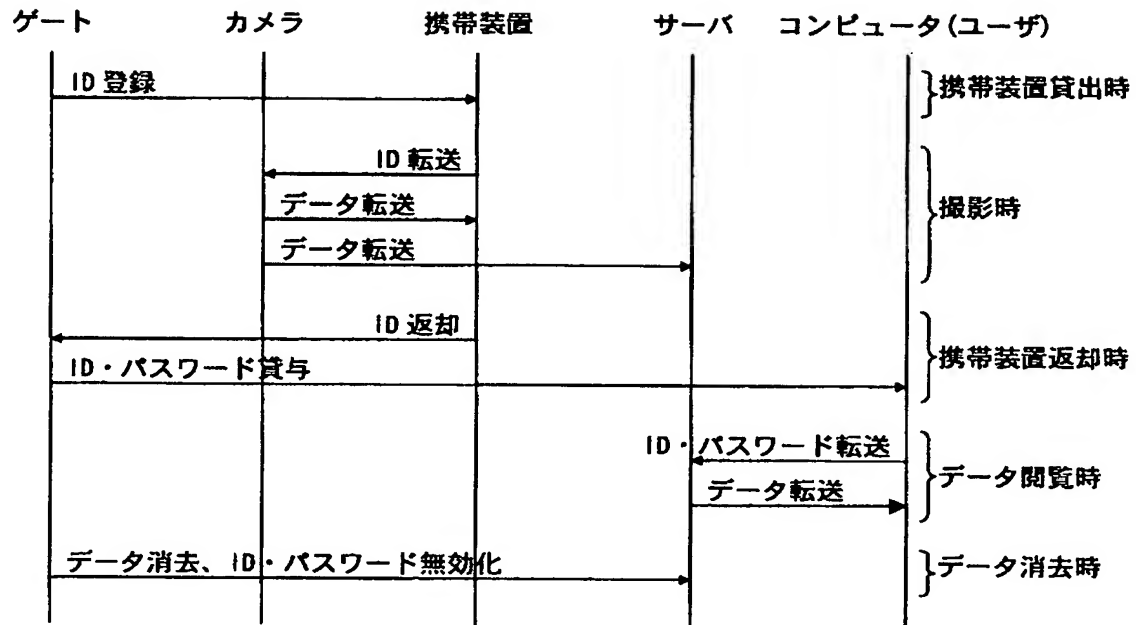 ゲート カメラ 携帯装置 サーバ コンピュータ(ユーザ)
ID 登録
携帯装置貸出時
ID 転送
データ転送
撮影時
データ転送
ID 返却
ID・パスワード貸与
携帯装置返却時
ID・パスワード転送
データ転送
データ閲覧時
データ消去、ID・パスワード無効化
データ消去時